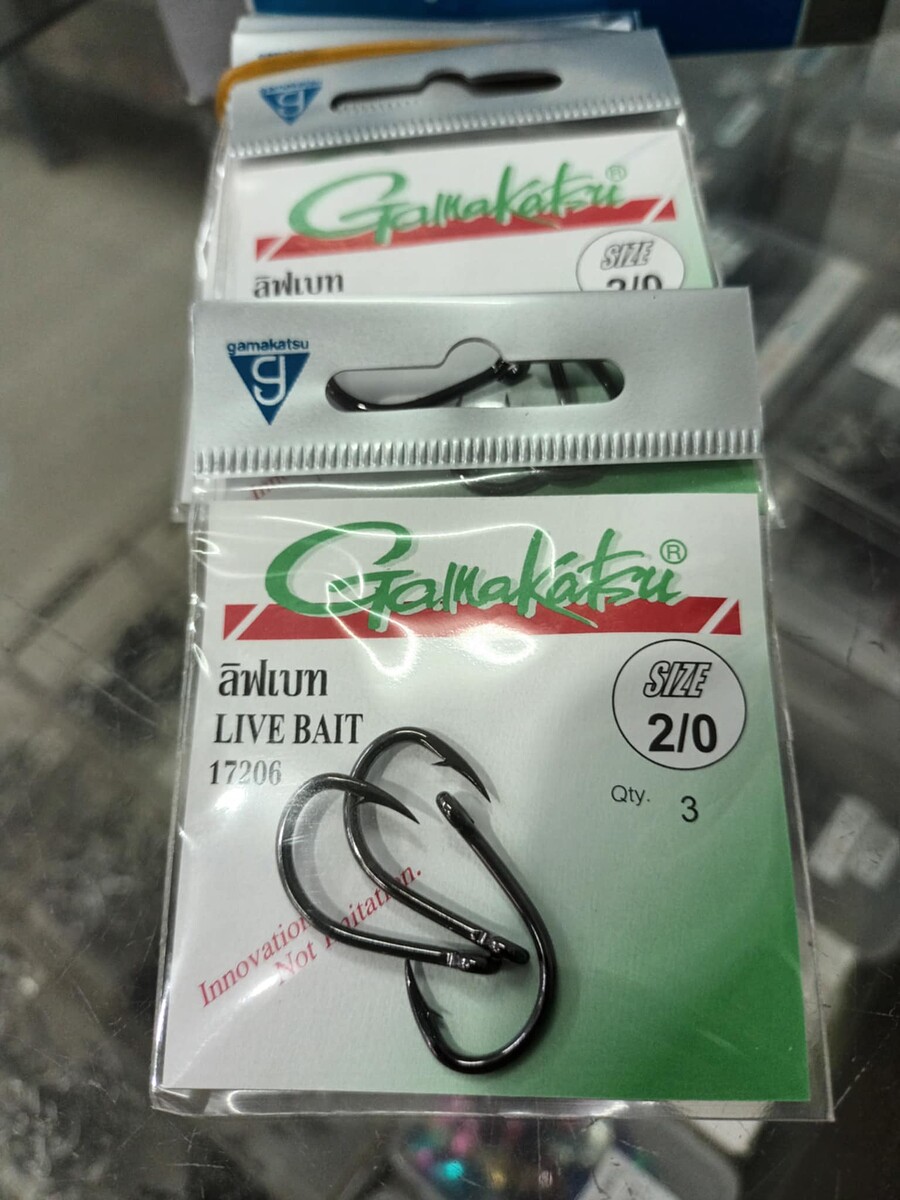 Gamakatsu®
ลิฟเบท
SIZE
2/0
gamakatsu
Gamakatsu®
ลิฟเบท
LIVE BAIT
17206
SIZE
2/0
Qty. 3
Innovation
Not Imitation.